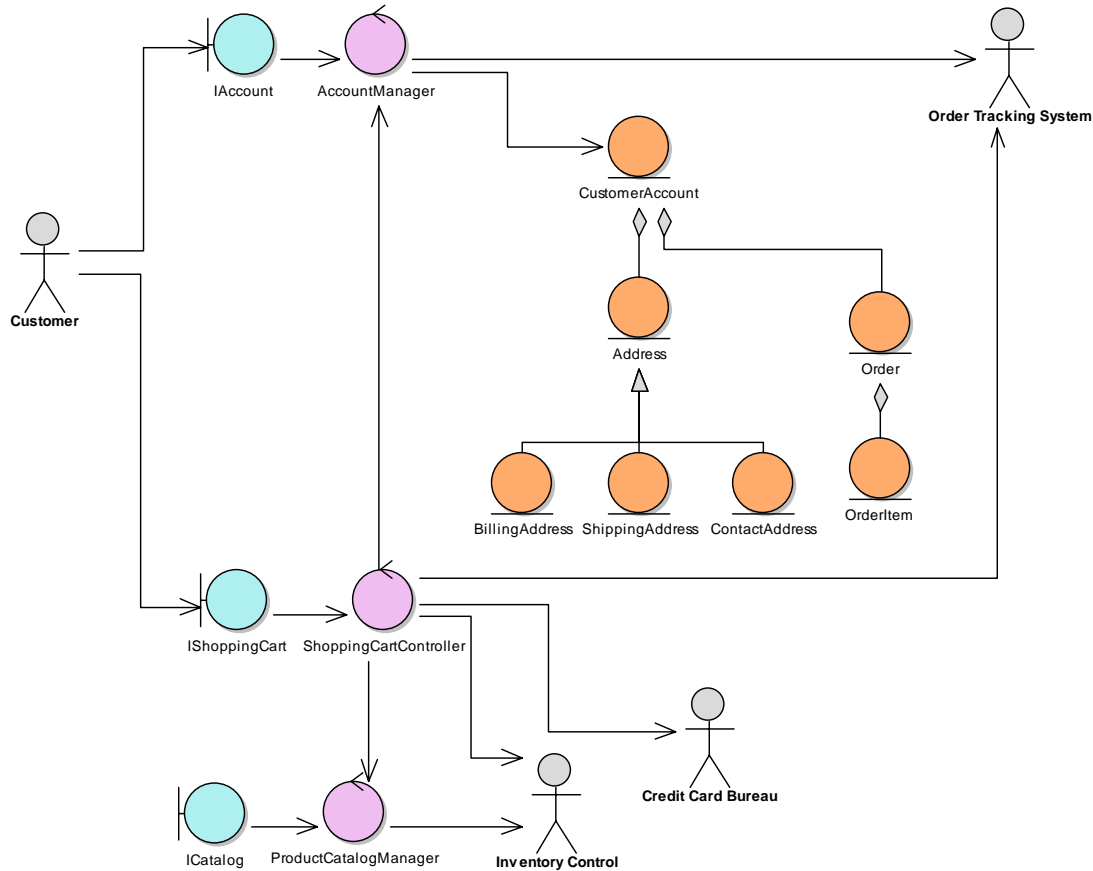 IAccount
AccountManager
Order Tracking System
CustomerAccount
Customer
Address
Order
BillingAddress
ShippingAddress
ContactAddress
OrderItem
IShoppingCart
ShoppingCartController
Credit Card Bureau
ICatalog
ProductCatalogManager
Inventory Control